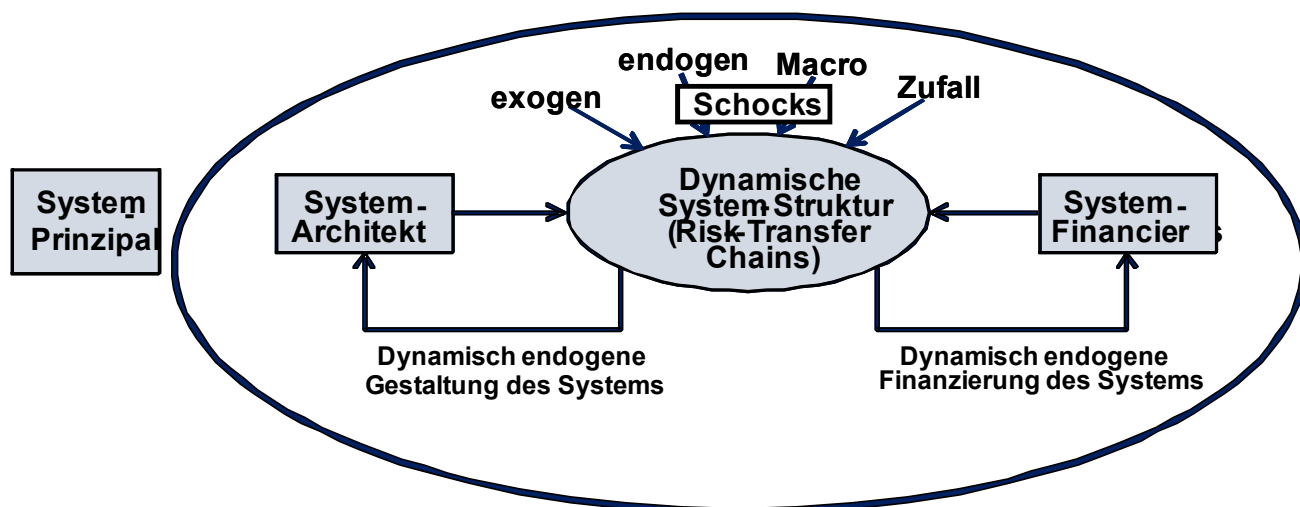 endogen
Macro
exogen
Schocks
Zufall
System-
Prinzipal
System-
Architekt
Dynamische
System-Struktur
(Risk-Transfer
Chains)
System-
Financiers
Dynamisch endogene
Gestaltung des Systems
Dynamisch endogene
Finanzierung des Systems